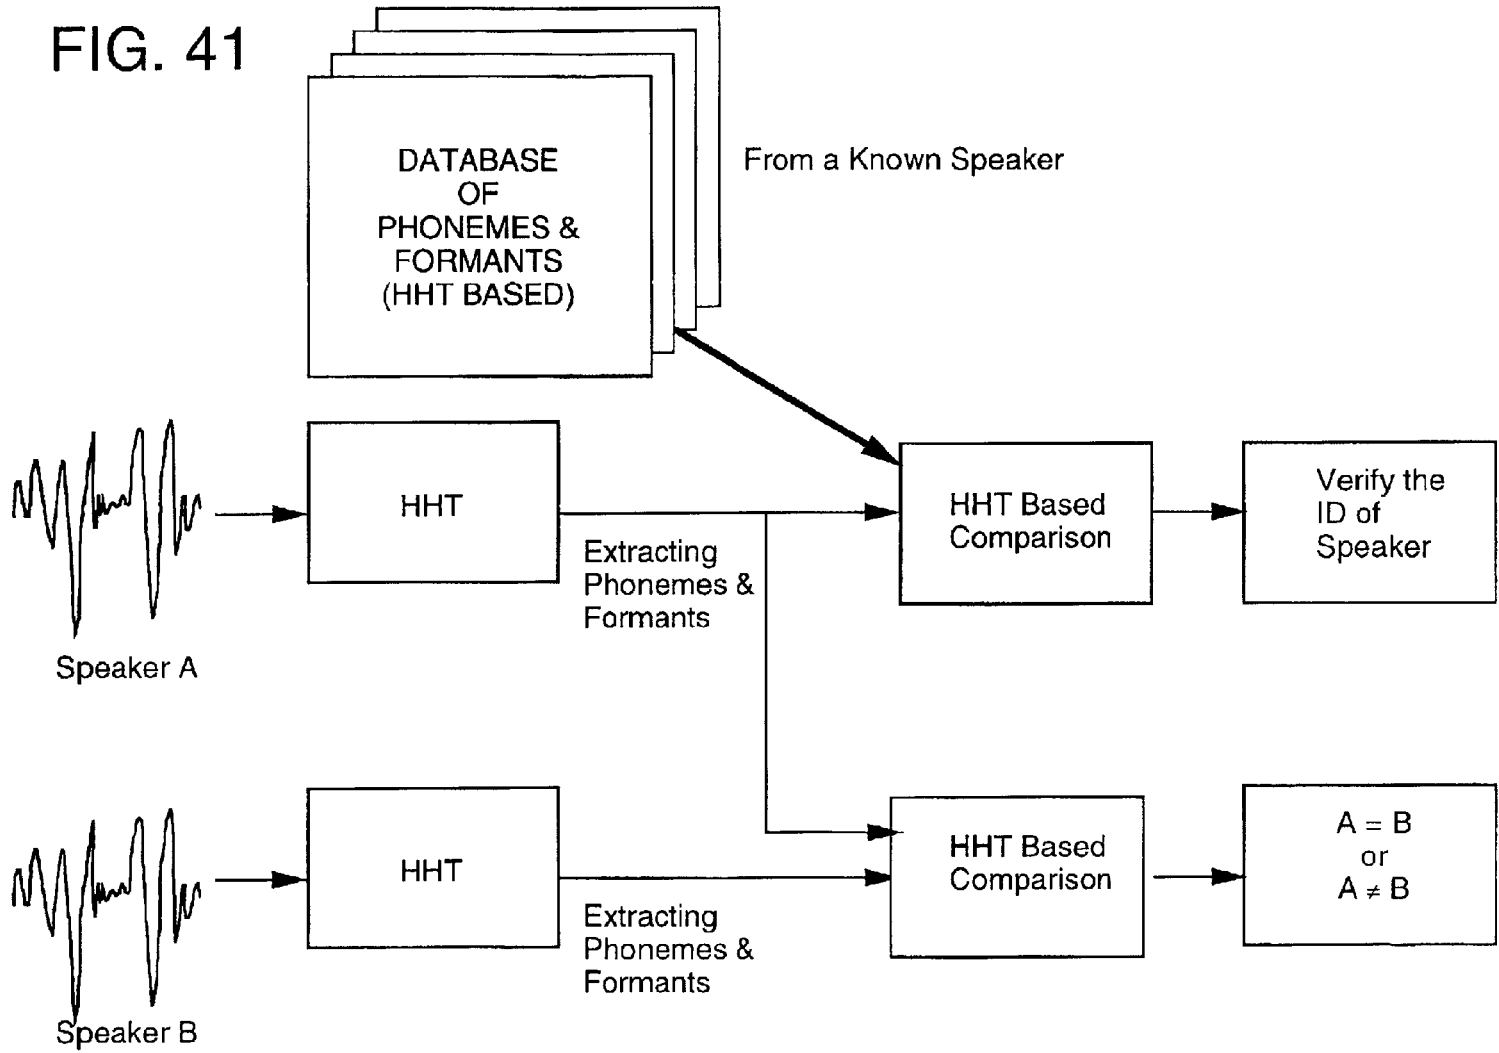 FIG. 41
DATABASE
OF
PHONEMES &
FORMANTS
(HHT BASED)
From a Known Speaker
HHT
Extracting
Phonemes &
Formants
HHT Based
Comparison
Verify the
ID of
Speaker
Speaker A
HHT
Extracting
Phonemes &
Formants
HHT Based
Comparison
A = B
or
A ≠ B
Speaker B